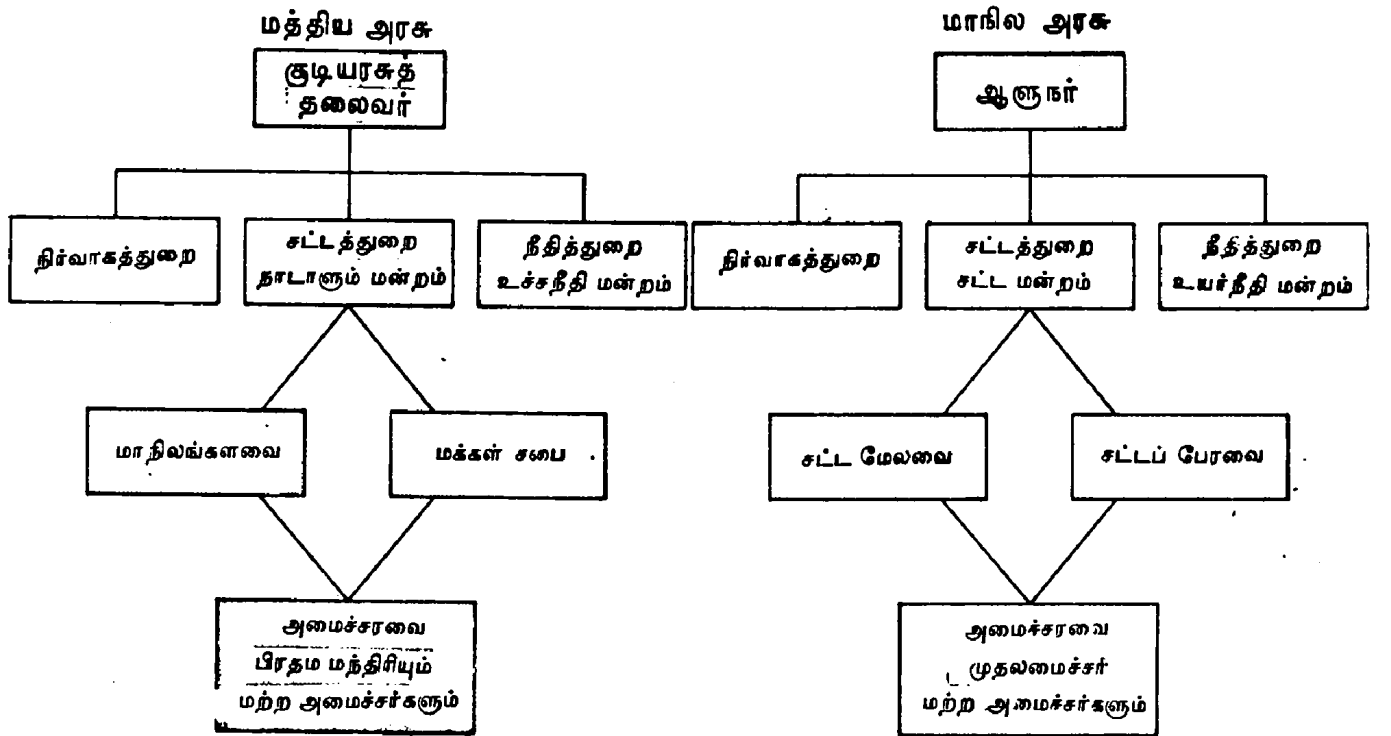 மத்திய அரசு
குடியரசுத்
தலைவர்
நிர்வாகத்துறை
சட்டத்துறை
நாடாளும் மன்றம்
நீதித்துறை
உச்சநீதி மன்றம்
மாநிலங்களவை
மக்கள் சபை
அமைச்சரவை
பிரதம மந்திரியும்
மற்ற அமைச்சர்களும்
மாநில அரசு
ஆளுநர்
நிர்வாகத்துறை
சட்டத்துறை
சட்ட மன்றம்
நீதித்துறை
உயர்நீதி மன்றம்
சட்ட மேலவை
சட்டப் பேரவை
அமைச்சரவை
முதலமைச்சர்
மற்ற அமைச்சர்களும்